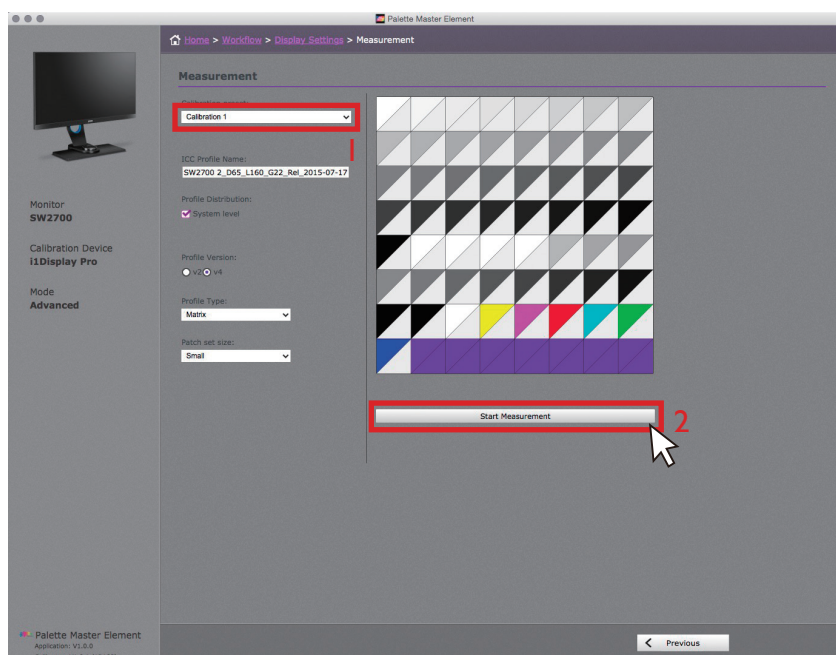 Palette Master Element
Home > Workflow > Display Settings > Measurement
Measurement
Calibration 1
1
ICC Profile Name:
SW2700 2_D65_L160_G22_Rel_2015-07-17
Profile Distribution:
System level
Profile Version:
v2 v4
Profile Type:
Matrix
Patch set size:
Small
Monitor
SW2700
Calibration Device
i1Display Pro
Mode
Advanced
Start Measurement
2
Palette Master Element
Application: V1.0.0
Previous